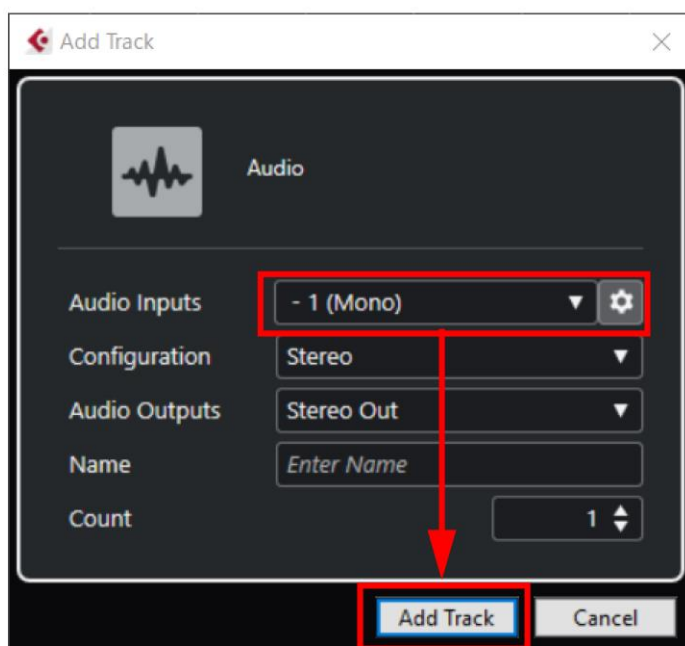 Add Track
Audio
Audio Inputs - 1 (Mono)
Configuration Stereo
Audio Outputs Stereo Out
Name Enter Name
Count 1
Add Track Cancel